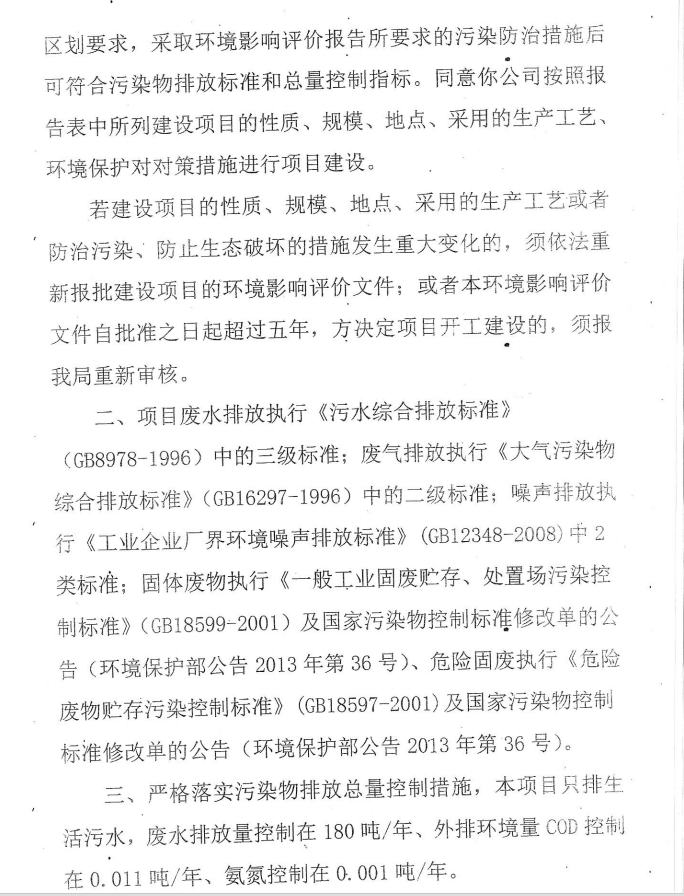 区划要求，采取环境影响评价报告所要求的污染防治措施后
可符合污染物排放标准和总量控制指标。同意你公司按照报
告表中所列建设项目的性质、规模、地点、采用的生产工艺、
环境保护对对策措施进行项目建设。
若建设项目的性质、规模、地点、采用的生产工艺或者
防治污染、防止生态破坏的措施发生重大变化的，须依法重
新报批建设项目的环境影响评价文件；或者本环境影响评价
文件自批准之日起超过五年，方决定项目开工建设的，须报
我局重新审核。
二、项目废水排放执行《污水综合排放标准》
（GB8978-1996）中的三级标准；废气排放执行《大气污染物
综合排放标准》（GB16297-1996）中的二级标准；噪声排放执
行《工业企业厂界环境噪声排放标准》(GB12348-2008)中 2
类标准；固体废物执行《一般工业固废贮存、处置场污染控
制标准》（GB18599-2001）及国家污染物控制标准修改单的公
告（环境保护部公告 2013 年第 36 号）、危险固废执行《危险
废物贮存污染控制标准》(GB18597-2001)及国家污染物控制
标准修改单的公告（环境保护部公告 2013 年第 36 号）。
三、严格落实污染物排放总量控制措施，本项目只排生
活污水，废水排放量控制在 180 吨/年、外排环境量 COD 控制
在 0.011 吨/年、氨氮控制在 0.001 吨/年。